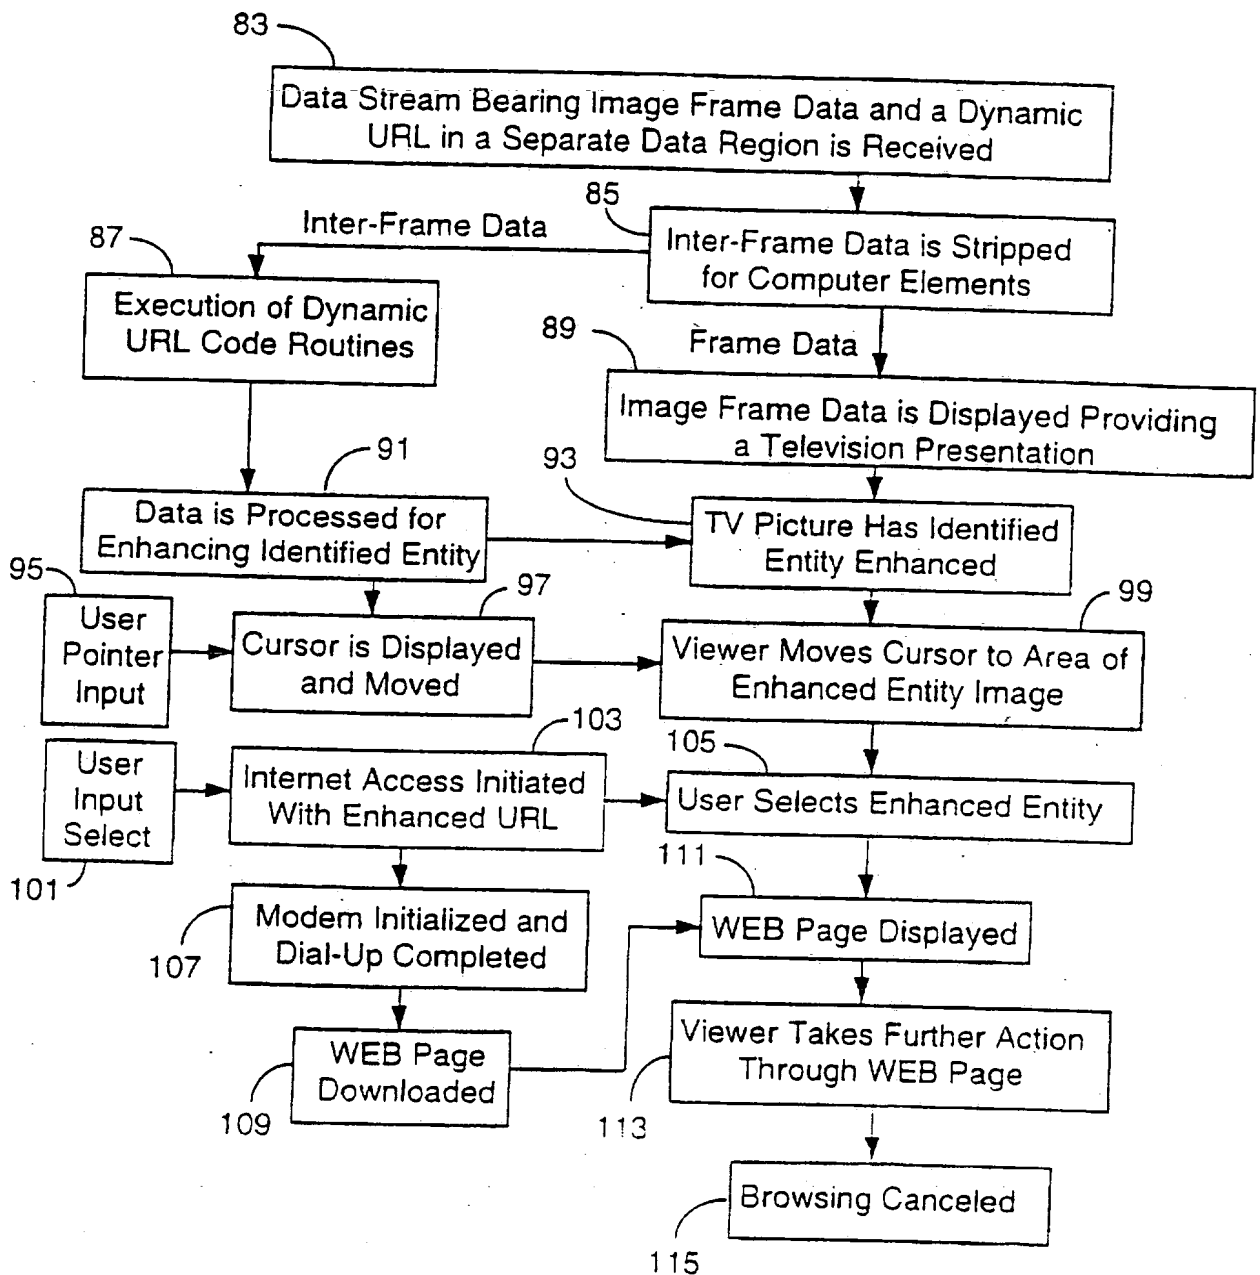 83
Data Stream Bearing Image Frame Data and a Dynamic
URL in a Separate Data Region is Received
85
Inter-Frame Data
87
Inter-Frame Data is Stripped
for Computer Elements
Execution of Dynamic
URL Code Routines
89
Frame Data
Image Frame Data is Displayed Providing
a Television Presentation
91
93
Data is Processed for
Enhancing Identified Entity
TV Picture Has Identified
Entity Enhanced
95
97
99
User
Pointer
Input
Cursor is Displayed
and Moved
Viewer Moves Cursor to Area of
Enhanced Entity Image
103
105
User
Input
Select
Internet Access Initiated
With Enhanced URL
User Selects Enhanced Entity
101
111
Modem Initialized and
Dial-Up Completed
107
WEB Page Displayed
WEB Page
Downloaded
109
Viewer Takes Further Action
Through WEB Page
113
Browsing Canceled
115